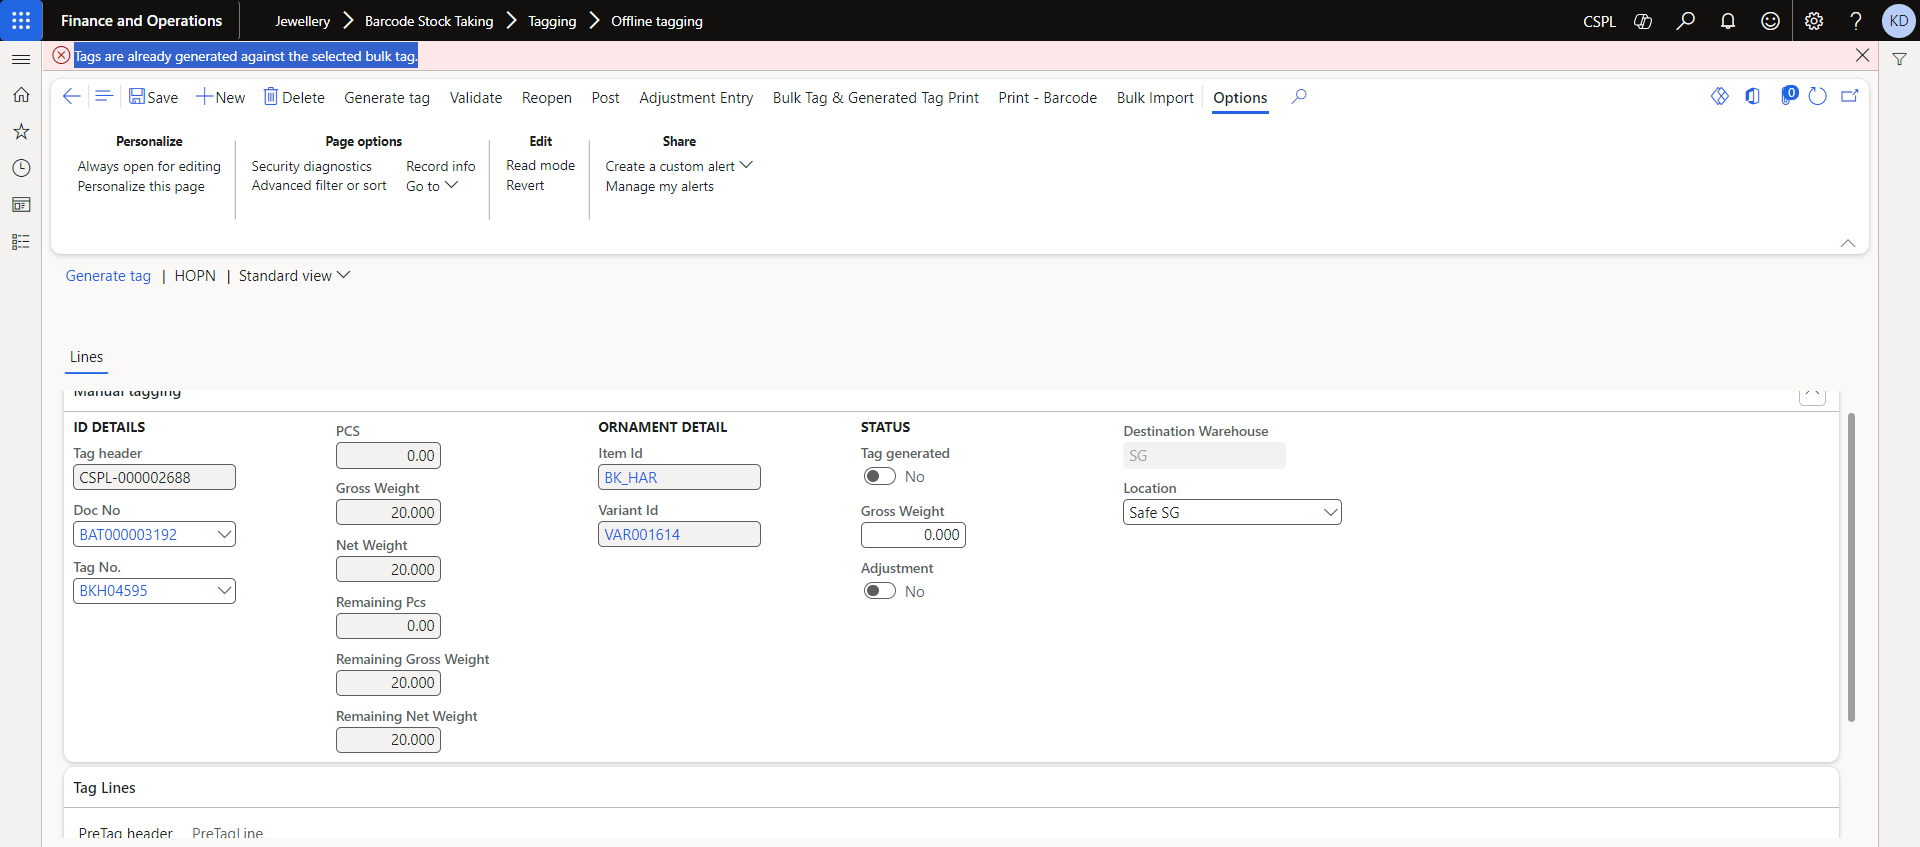 Finance and Operations
Jewellery
Barcode Stock Taking
Tagging
Offline tagging
CSPL
KD
Tags are already generated against the selected bulk tag.
Save
New
Delete
Generate tag
Validate
Reopen
Post
Adjustment Entry
Bulk Tag & Generated Tag Print
Print - Barcode
Bulk Import
Options
0
Personalize
Always open for editing
Personalize this page
Page options
Security diagnostics
Advanced filter or sort
Record info
Go to
Edit
Read mode
Revert
Share
Create a custom alert
Manage my alerts
Generate tag | HOPN | Standard view
Lines
Manual tagging
ID DETAILS
Tag header
CSPL-000002688
Doc No
BAT000003192
Tag No.
BKH04595
PCS
0.00
Gross Weight
20.000
Net Weight
20.000
Remaining Pcs
0.00
Remaining Gross Weight
20.000
Remaining Net Weight
20.000
ORNAMENT DETAIL
Item Id
BK_HAR
Variant Id
VAR001614
STATUS
Tag generated
No
Gross Weight
0.000
Adjustment
No
Destination Warehouse
SG
Location
Safe SG
Tag Lines
PreTag header
PreTagLine